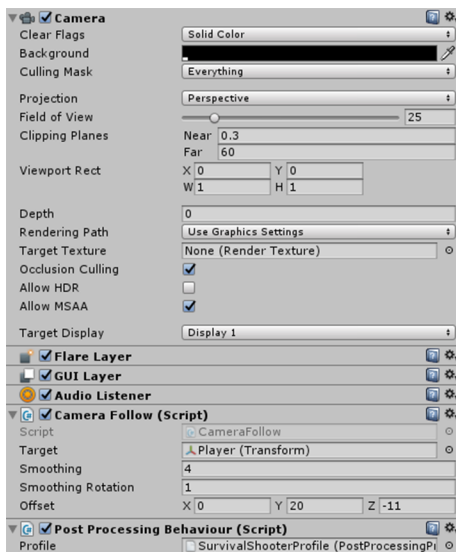 Camera
Clear Flags Solid Color
Background
Culling Mask Everything
Projection Perspective
Field of View 25
Clipping Planes Near 0.3
Far 60
Viewport Rect X 0 Y 0
W 1 H 1
Depth 0
Rendering Path Use Graphics Settings
Target Texture None (Render Texture)
Occlusion Culling
Allow HDR
Allow MSAA
Target Display Display 1
Flare Layer
GUI Layer
Audio Listener
Camera Follow (Script)
Script CameraFollow
Target Player (Transform)
Smoothing 4
Smoothing Rotation 1
Offset X 0 Y 20 Z -11
Post Processing Behaviour (Script)
Profile SurvivalShooterProfile (PostProcessingPr